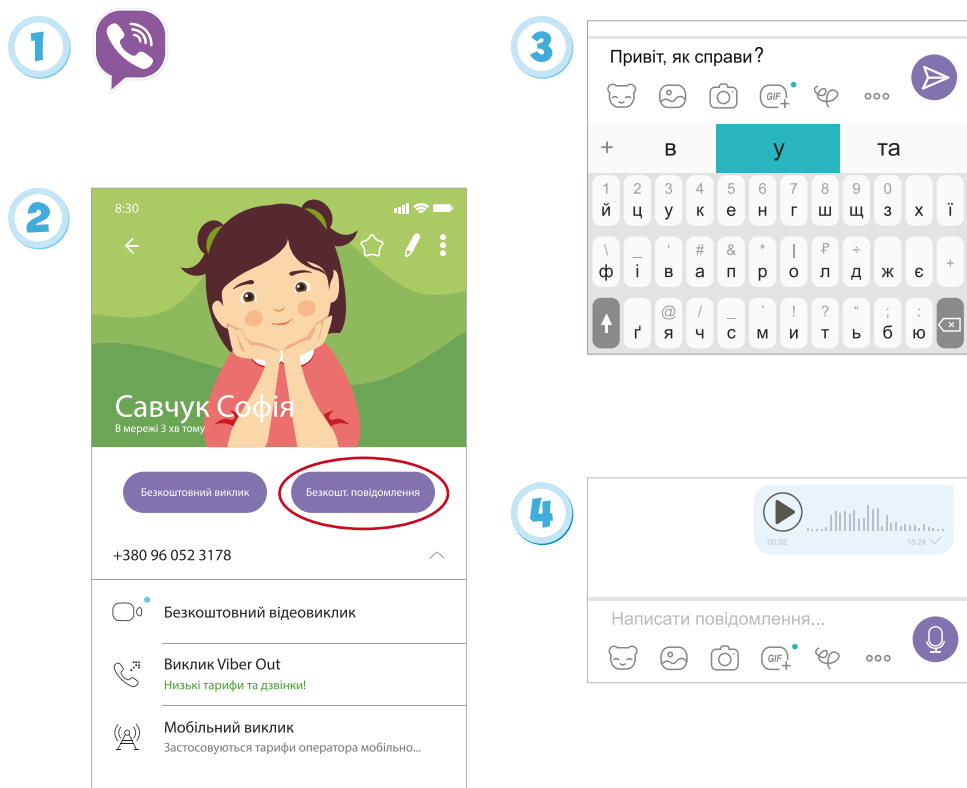 1
2
8:30
Савчук Софія
В мережі 3 хв тому
Безкоштовний виклик
Безкошт. повідомлення
+380 96 052 3178
Безкоштовний відеовиклик
Виклик Viber Out
Низькі тарифи та дзвінки!
Мобільний виклик
Застосовуються тарифи оператора мобільно...
3
Привіт, як справи?
GIF+
+ в у та
1 2 3 4 5 6 7 8 9 0
й ц у к е н г ш щ з х ї
\ _ ' # & * | ₽ ÷
ф і в а п р о л д ж є +
@ / _ ´ ! ? “ ; :
ґ я ч с м и т ь б ю
4
00:02 15:24
Написати повідомлення...
GIF+